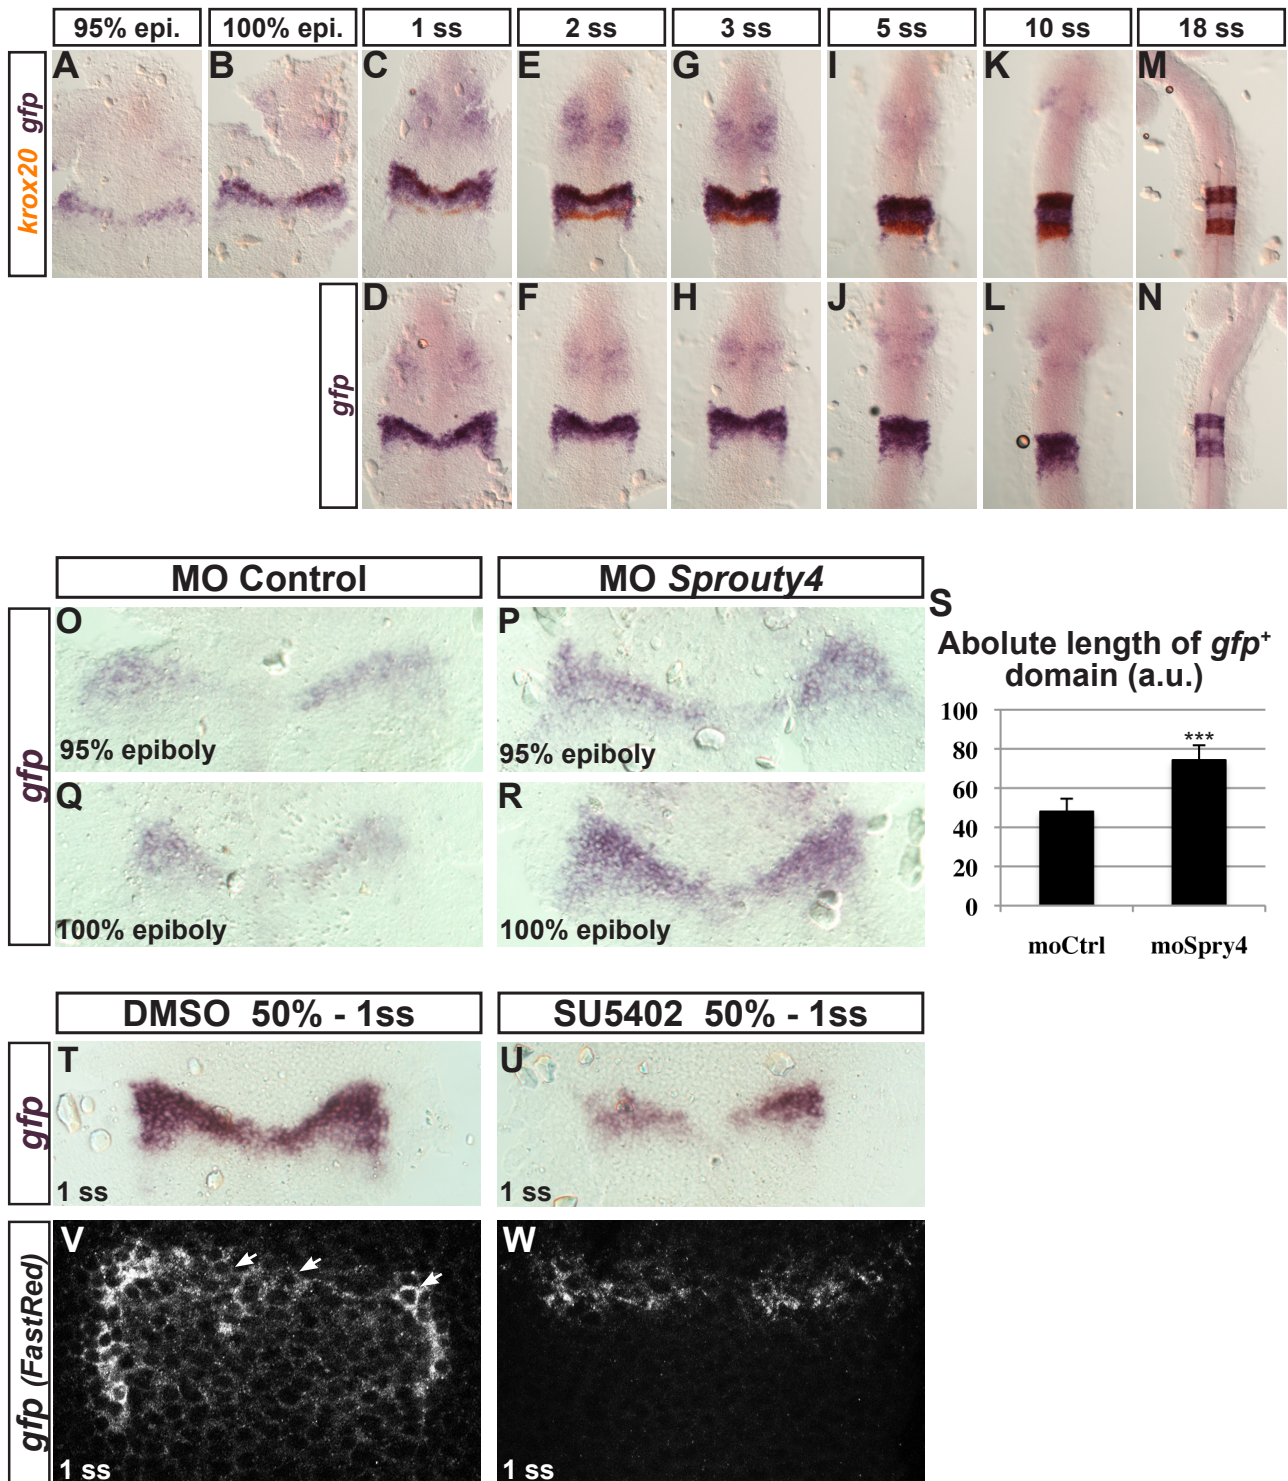 95% epi.
100% epi.
1 ss
2 ss
3 ss
5 ss
10 ss
18 ss
krox20 gfp
A
B
C
E
G
I
K
M
gfp
D
F
H
J
L
N
MO Control
MO Sprouty4
gfp
O
95% epiboly
P
95% epiboly
Q
100% epiboly
R
100% epiboly
S
Abolute length of gfp+
domain (a.u.)
100
80
60
40
20
0
***
moCtrl
moSpry4
DMSO 50% - 1ss
SU5402 50% - 1ss
gfp
T
1 ss
U
gfp (FastRed)
V
1 ss
W
1 ss